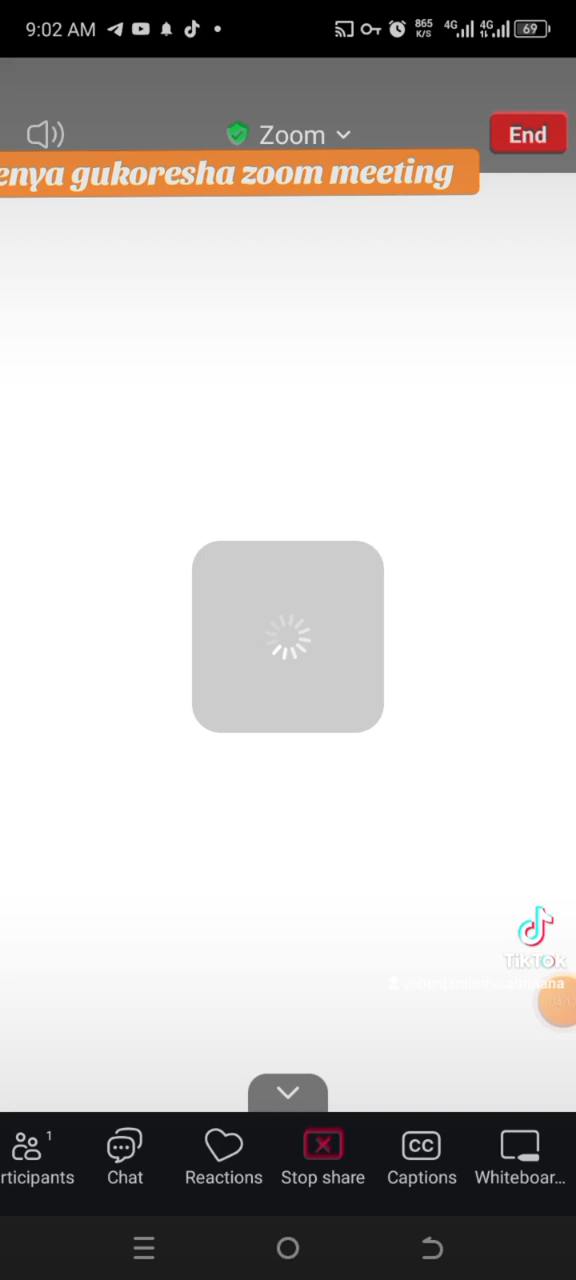 9:02 AM
865
K/S
4G
4G
69
Zoom
End
enya gukoresha zoom meeting
TikTok
1
rticipants
Chat
Reactions
Stop share
CC
Captions
Whiteboar...